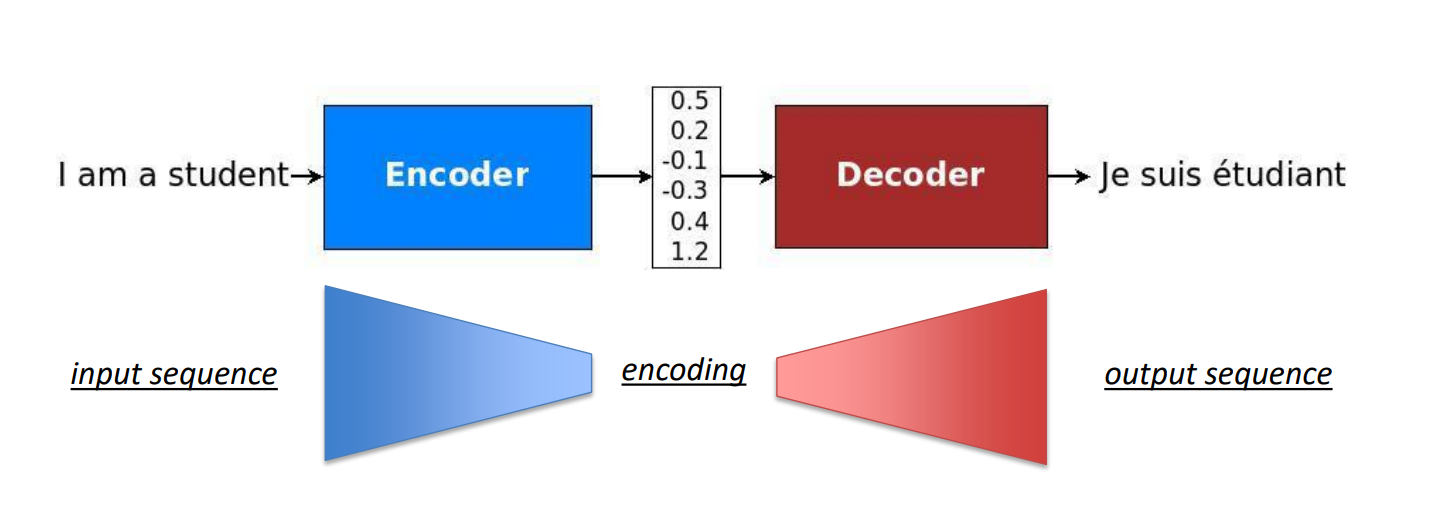 I am a student
Encoder
0.5
0.2
-0.1
-0.3
0.4
1.2
Decoder
Je suis étudiant
input sequence
encoding
output sequence